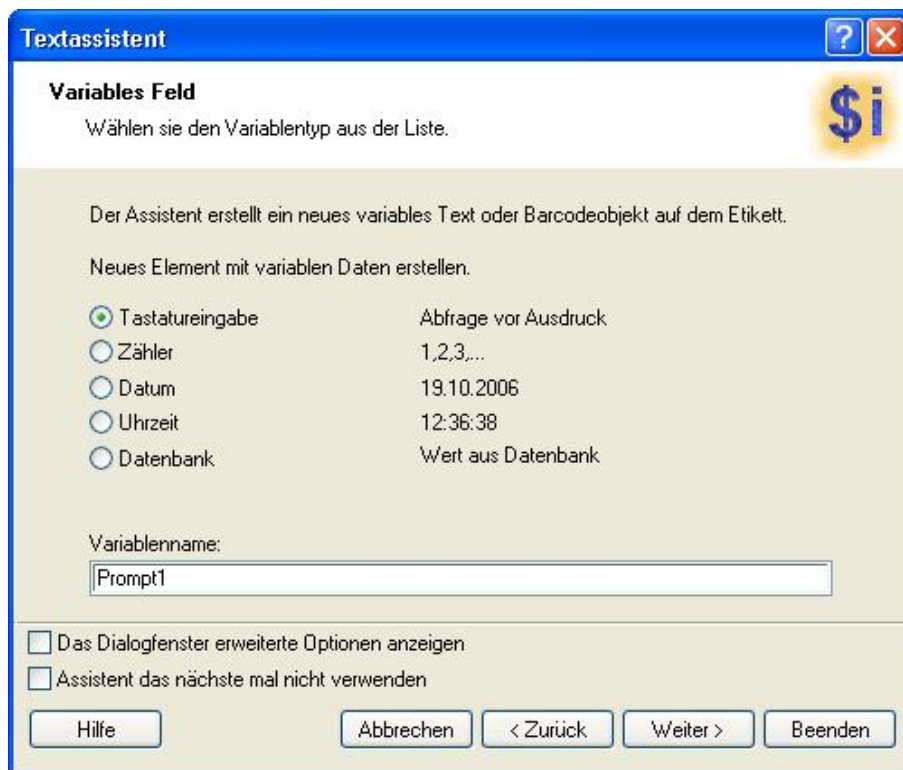 Textassistent
Variables Feld
Wählen sie den Variablentyp aus der Liste.
$i
Der Assistent erstellt ein neues variables Text oder Barcodeobjekt auf dem Etikett.
Neues Element mit variablen Daten erstellen.
Tastatureingabe Abfrage vor Ausdruck
Zähler 1,2,3,...
Datum 19.10.2006
Uhrzeit 12:36:38
Datenbank Wert aus Datenbank
Variablenname:
Prompt1
Das Dialogfenster erweiterte Optionen anzeigen
Assistent das nächste mal nicht verwenden
Hilfe Abbrechen < Zurück Weiter > Beenden